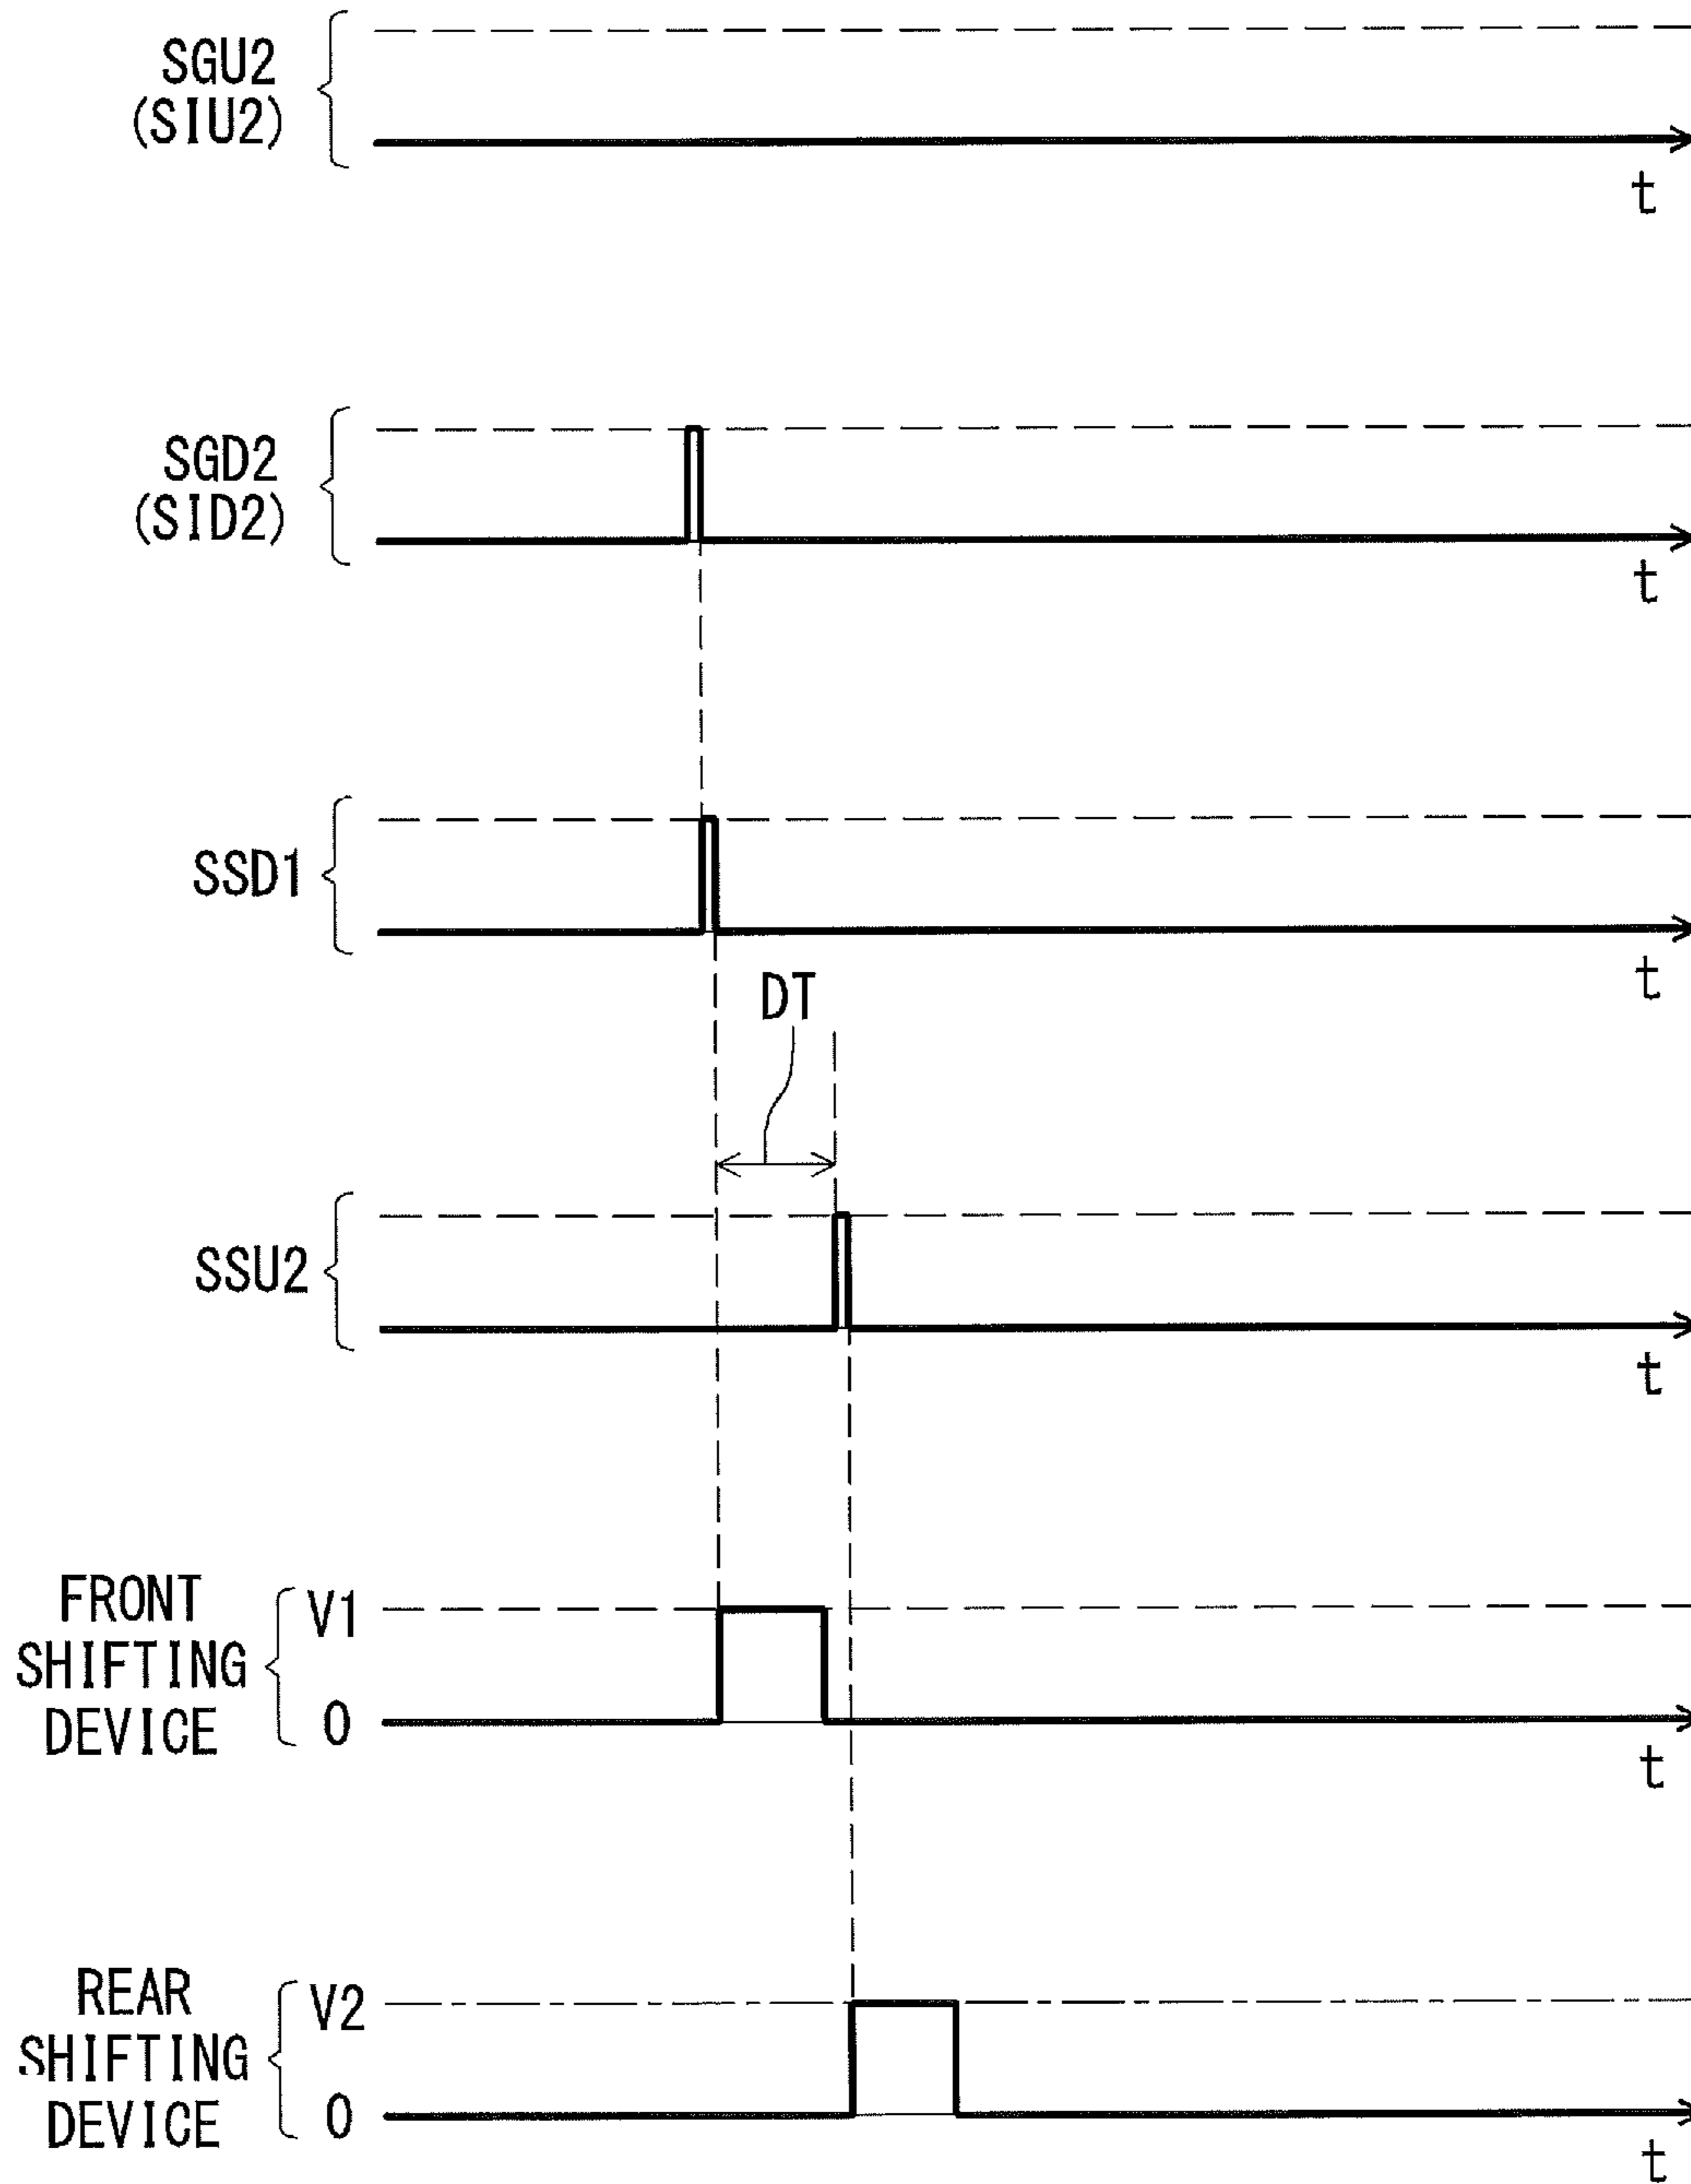 SGU2
(SIU2)
t
SGD2
(SID2)
t
SSD1
t
DT
SSU2
t
FRONT
SHIFTING
DEVICE
V1
0
t
REAR
SHIFTING
DEVICE
V2
0
t